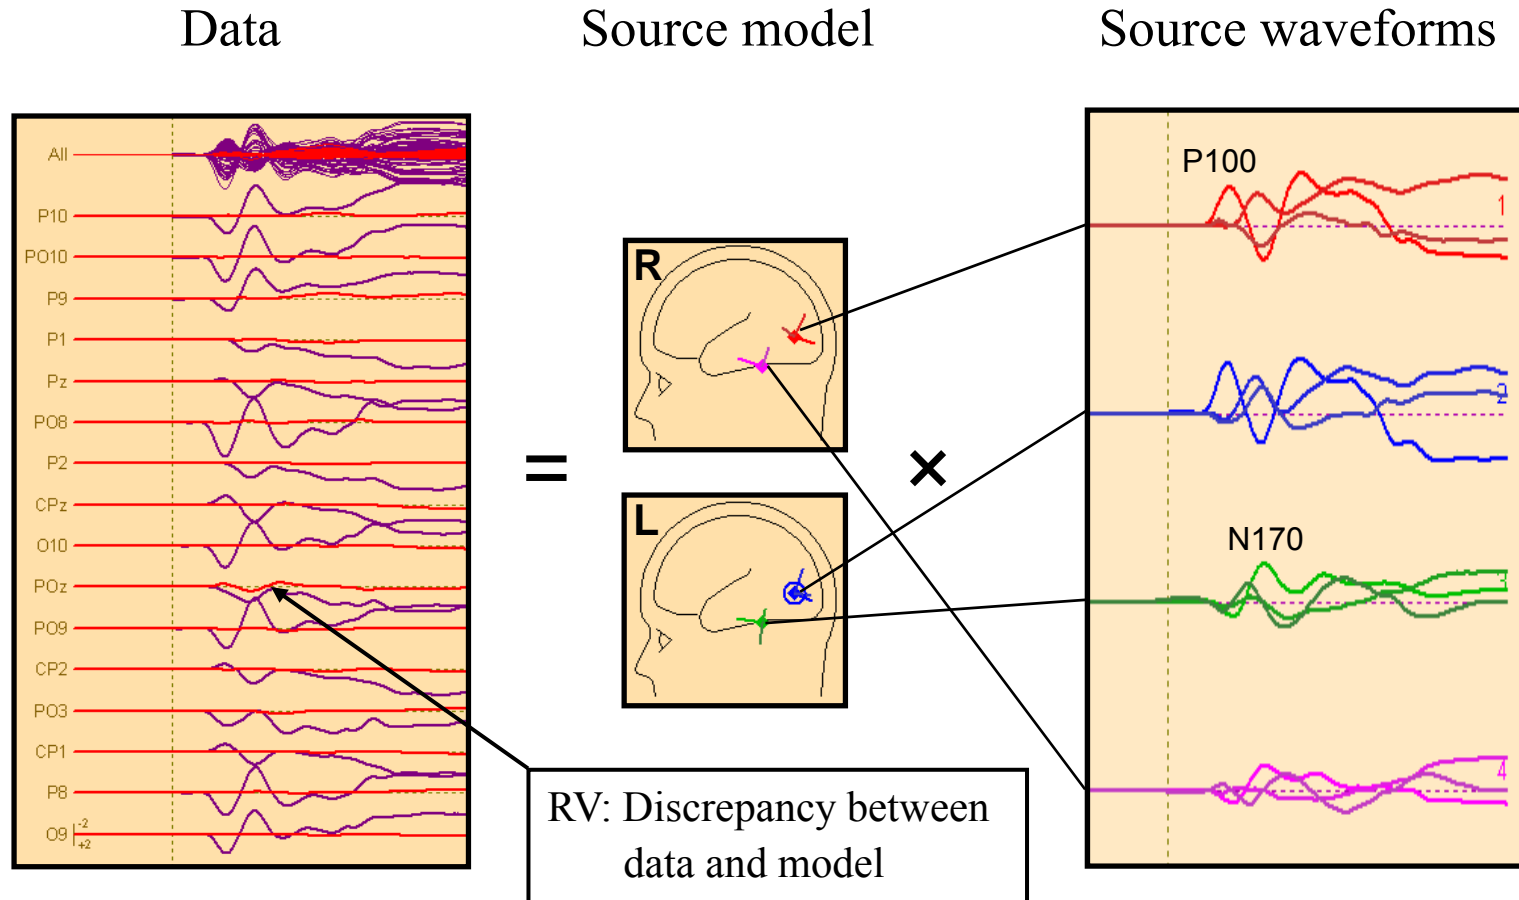 Data
Source model
Source waveforms
All
P10
PO10
P9
P1
Pz
PO8
P2
CPz
O10
POz
PO9
CP2
PO3
CP1
P8
O9
-2
+2
=
R
L
×
P100
1
2
N170
3
4
RV: Discrepancy between
data and model